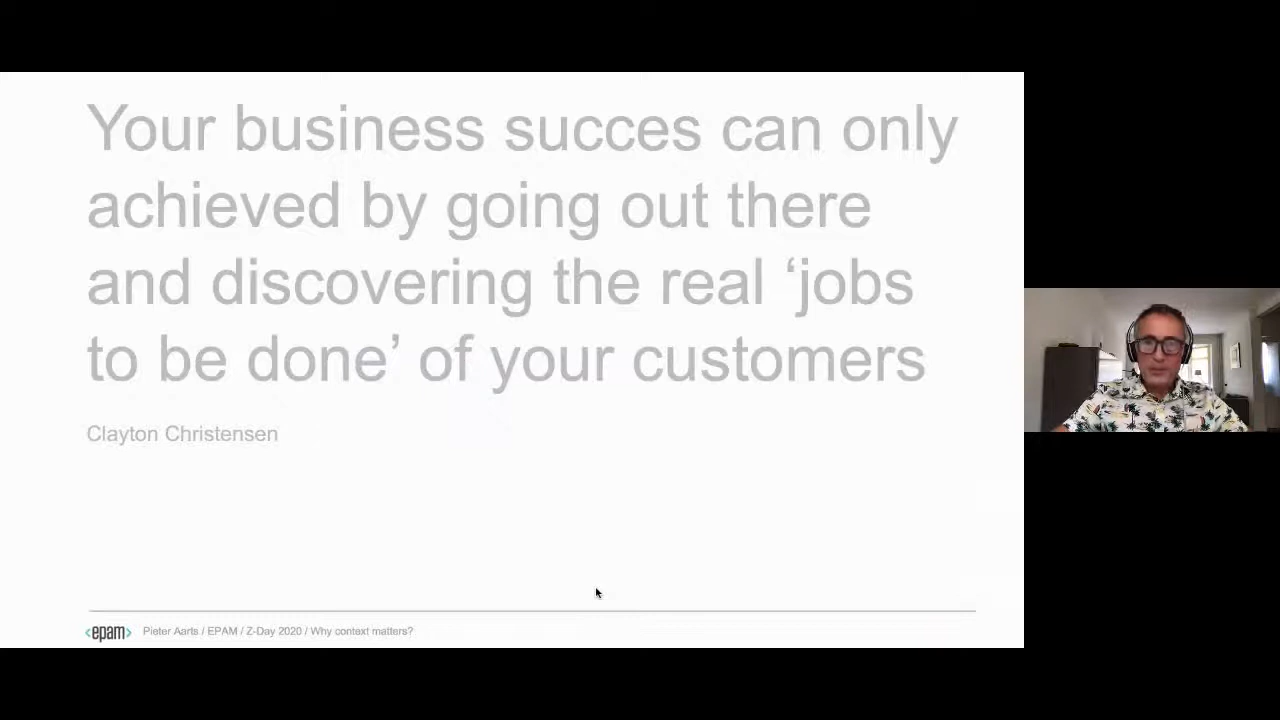 Your business succes can only
achieved by going out there
and discovering the real ‘jobs
to be done’ of your customers
Clayton Christensen
<epam> Pieter Aarts / EPAM / Z-Day 2020 / Why context matters?